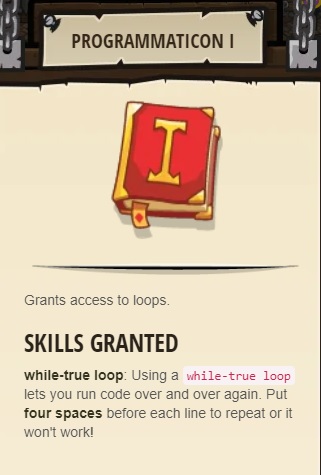 PROGRAMMATICON I
I
Grants access to loops.
SKILLS GRANTED
while-true loop: Using a while-true loop
lets you run code over and over again. Put
four spaces before each line to repeat or it
won't work!